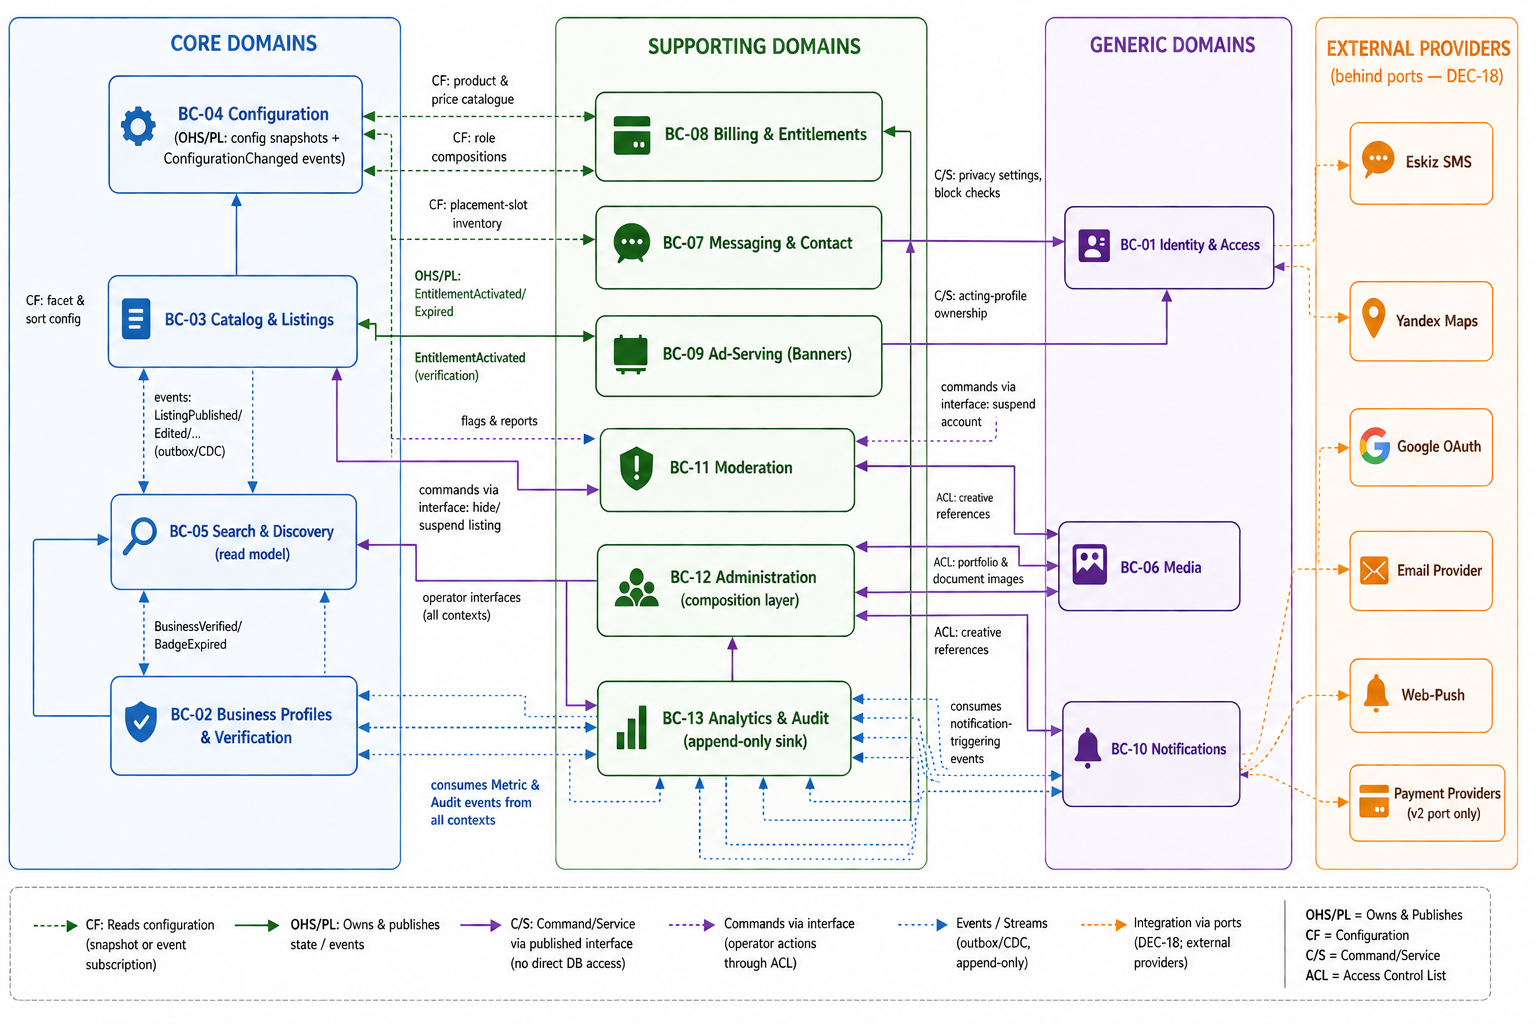 CORE DOMAINS
BC-04 Configuration
(OHS/PL: config snapshots +
ConfigurationChanged events)
CF: facet &
sort config
BC-03 Catalog & Listings
events:
ListingPublished/
Edited/...
(outbox/CDC)
BC-05 Search & Discovery
(read model)
BusinessVerified/
BadgeExpired
BC-02 Business Profiles
& Verification
CF: product &
price catalogue
CF: role
compositions
CF: placement-slot
inventory
OHS/PL:
EntitlementActivated/
Expired
EntitlementActivated
(verification)
flags & reports
commands via
interface: hide/
suspend listing
operator interfaces
(all contexts)
consumes Metric &
Audit events from
all contexts
SUPPORTING DOMAINS
BC-08 Billing & Entitlements
BC-07 Messaging & Contact
BC-09 Ad-Serving (Banners)
BC-11 Moderation
BC-12 Administration
(composition layer)
BC-13 Analytics & Audit
(append-only sink)
C/S: privacy settings,
block checks
C/S: acting-profile
ownership
commands via
interface: suspend
account
ACL: creative
references
ACL: portfolio &
document images
ACL: creative
references
consumes
notification-
triggering
events
GENERIC DOMAINS
BC-01 Identity & Access
BC-06 Media
BC-10 Notifications
EXTERNAL PROVIDERS
(behind ports — DEC-18)
Eskiz SMS
Yandex Maps
Google OAuth
Email Provider
Web-Push
Payment Providers
(v2 port only)
CF: Reads configuration
(snapshot or event
subscription)
OHS/PL: Owns & publishes
state / events
C/S: Command/Service
via published interface
(no direct DB access)
Commands via interface
(operator actions
through ACL)
Events / Streams
(outbox/CDC,
append-only)
Integration via ports
(DEC-18; external
providers)
OHS/PL = Owns & Publishes
CF = Configuration
C/S = Command/Service
ACL = Access Control List